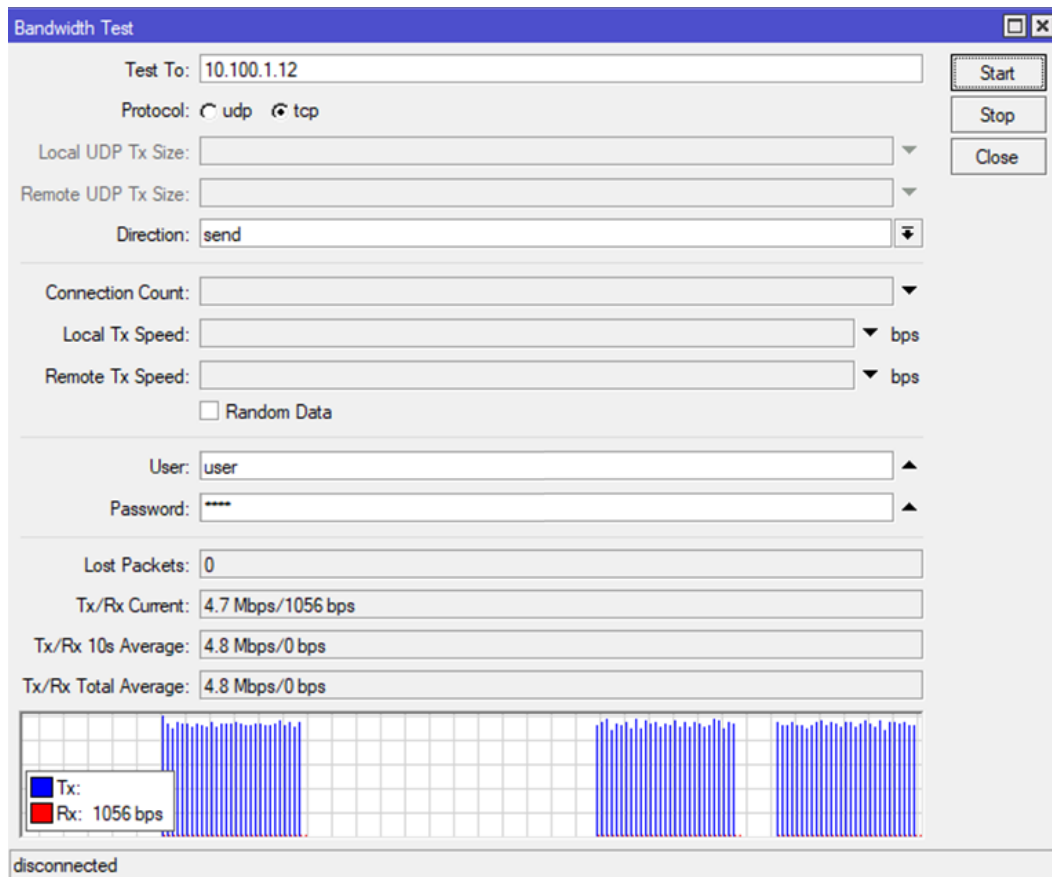 Bandwidth Test
Test To: 10.100.1.12
Start
Protocol: udp tcp
Stop
Local UDP Tx Size:
Close
Remote UDP Tx Size:
Direction: send
Connection Count:
Local Tx Speed: bps
Remote Tx Speed: bps
Random Data
User: user
Password: ****
Lost Packets: 0
Tx/Rx Current: 4.7 Mbps/1056 bps
Tx/Rx 10s Average: 4.8 Mbps/0 bps
Tx/Rx Total Average: 4.8 Mbps/0 bps
Tx:
Rx: 1056 bps
disconnected